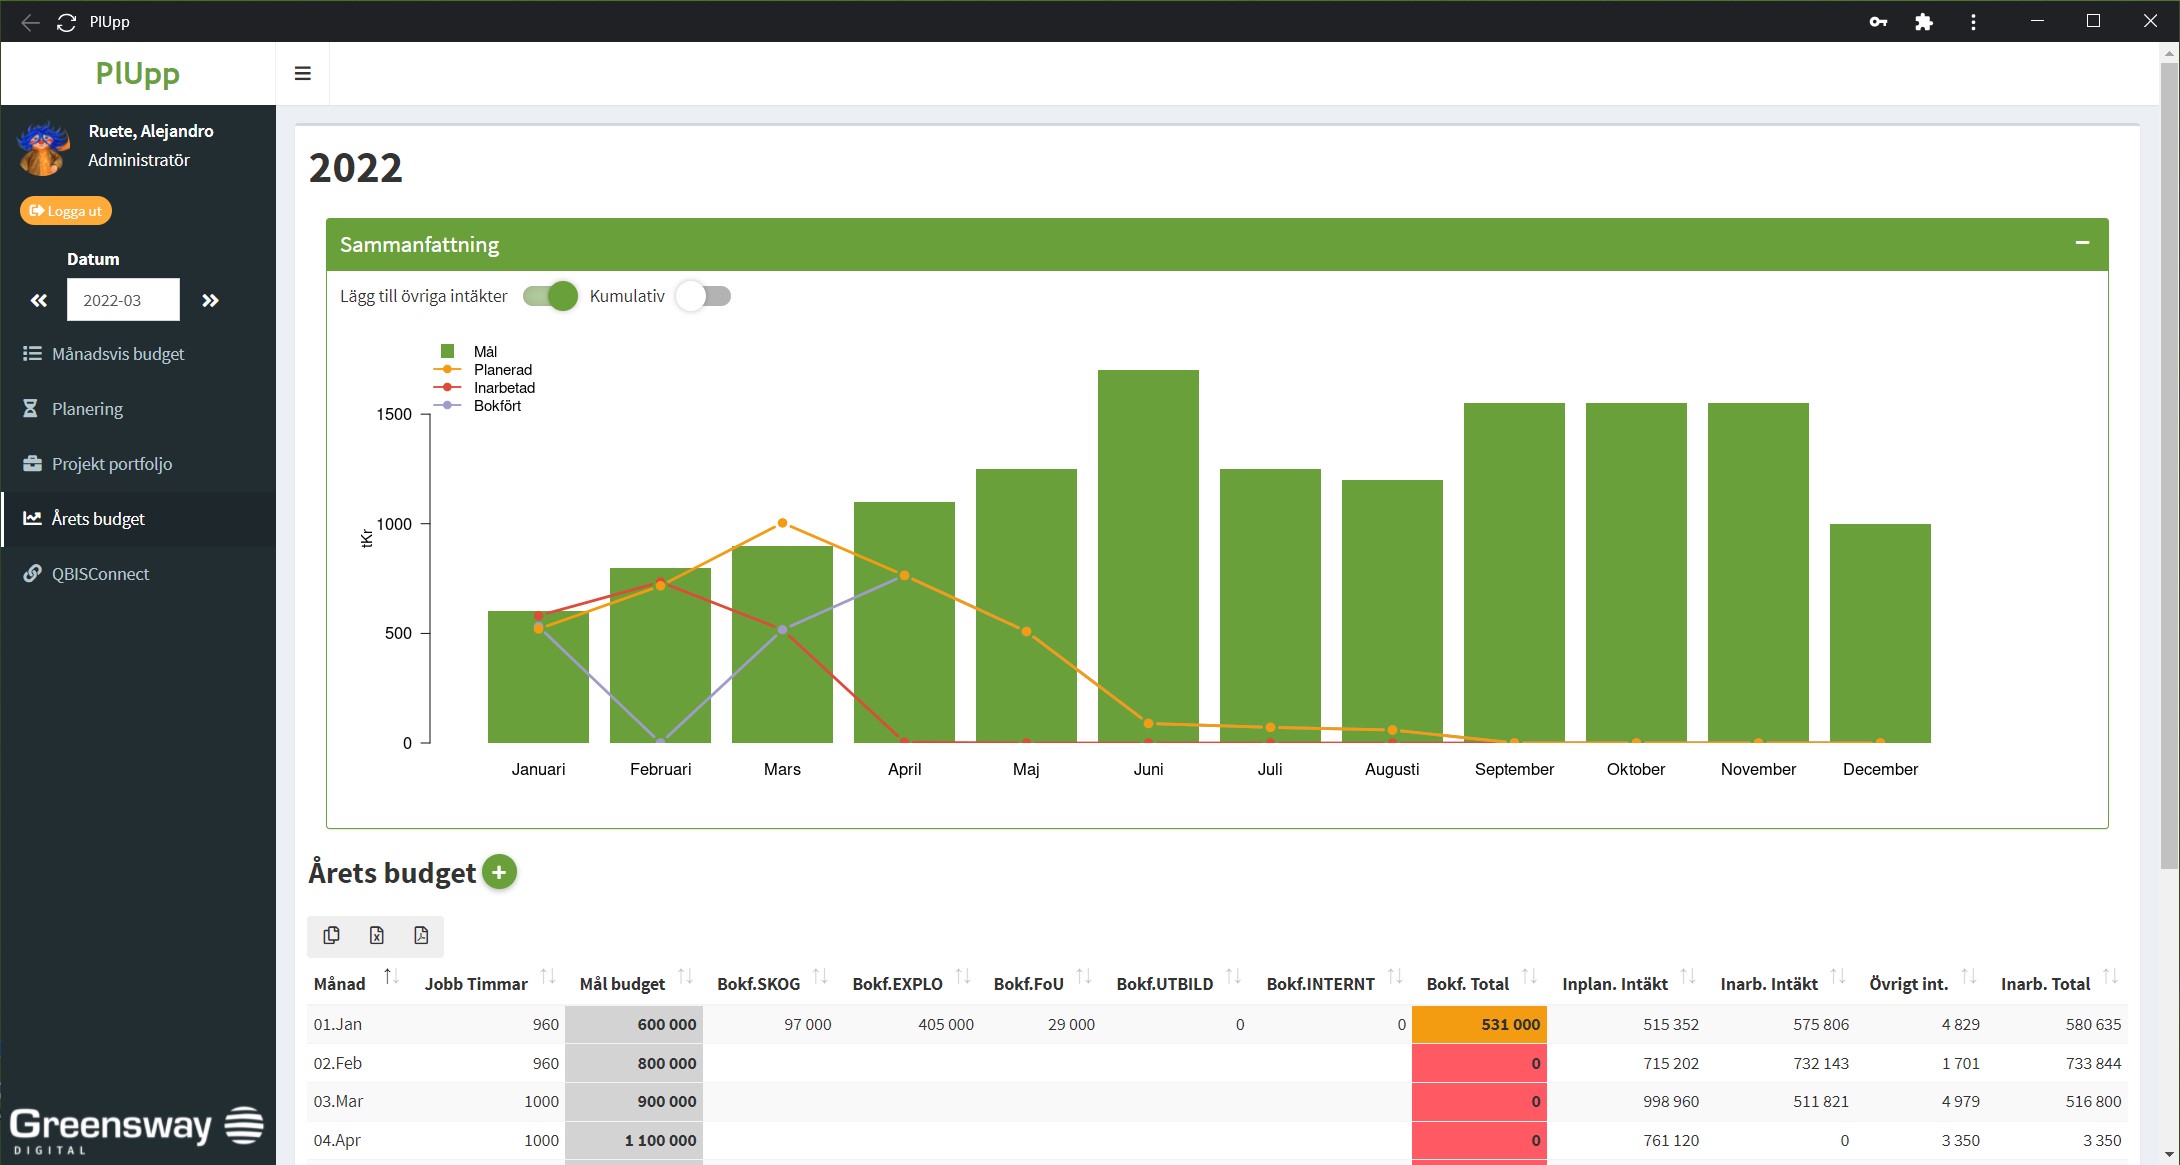 PlUpp
PlUpp
Ruete, Alejandro
Administratör
Logga ut
Datum
2022-03
Månadsvis budget
Planering
Projekt portfoljo
Årets budget
QBISConnect
Greensway
DIGITAL
2022
Sammanfattning
Lägg till övriga intäkter Kumulativ
Mål
Planerad
Inarbetad
Bokfört
tKr
1500
1000
500
0
Januari Februari Mars April Maj Juni Juli Augusti September Oktober November December
Årets budget +
Månad Jobb Timmar Mål budget Bokf.SKOG Bokf.EXPLO Bokf.FoU Bokf.UTBILD Bokf.INTERNT Bokf. Total Inplan. Intäkt Inarb. Intäkt Övrigt int. Inarb. Total
01.Jan 960 600 000 97 000 405 000 29 000 0 0 531 000 515 352 575 806 4 829 580 635
02.Feb 960 800 000 0 715 202 732 143 1 701 733 844
03.Mar 1000 900 000 0 998 960 511 821 4 979 516 800
04.Apr 1000 1 100 000 0 761 120 0 3 350 3 350